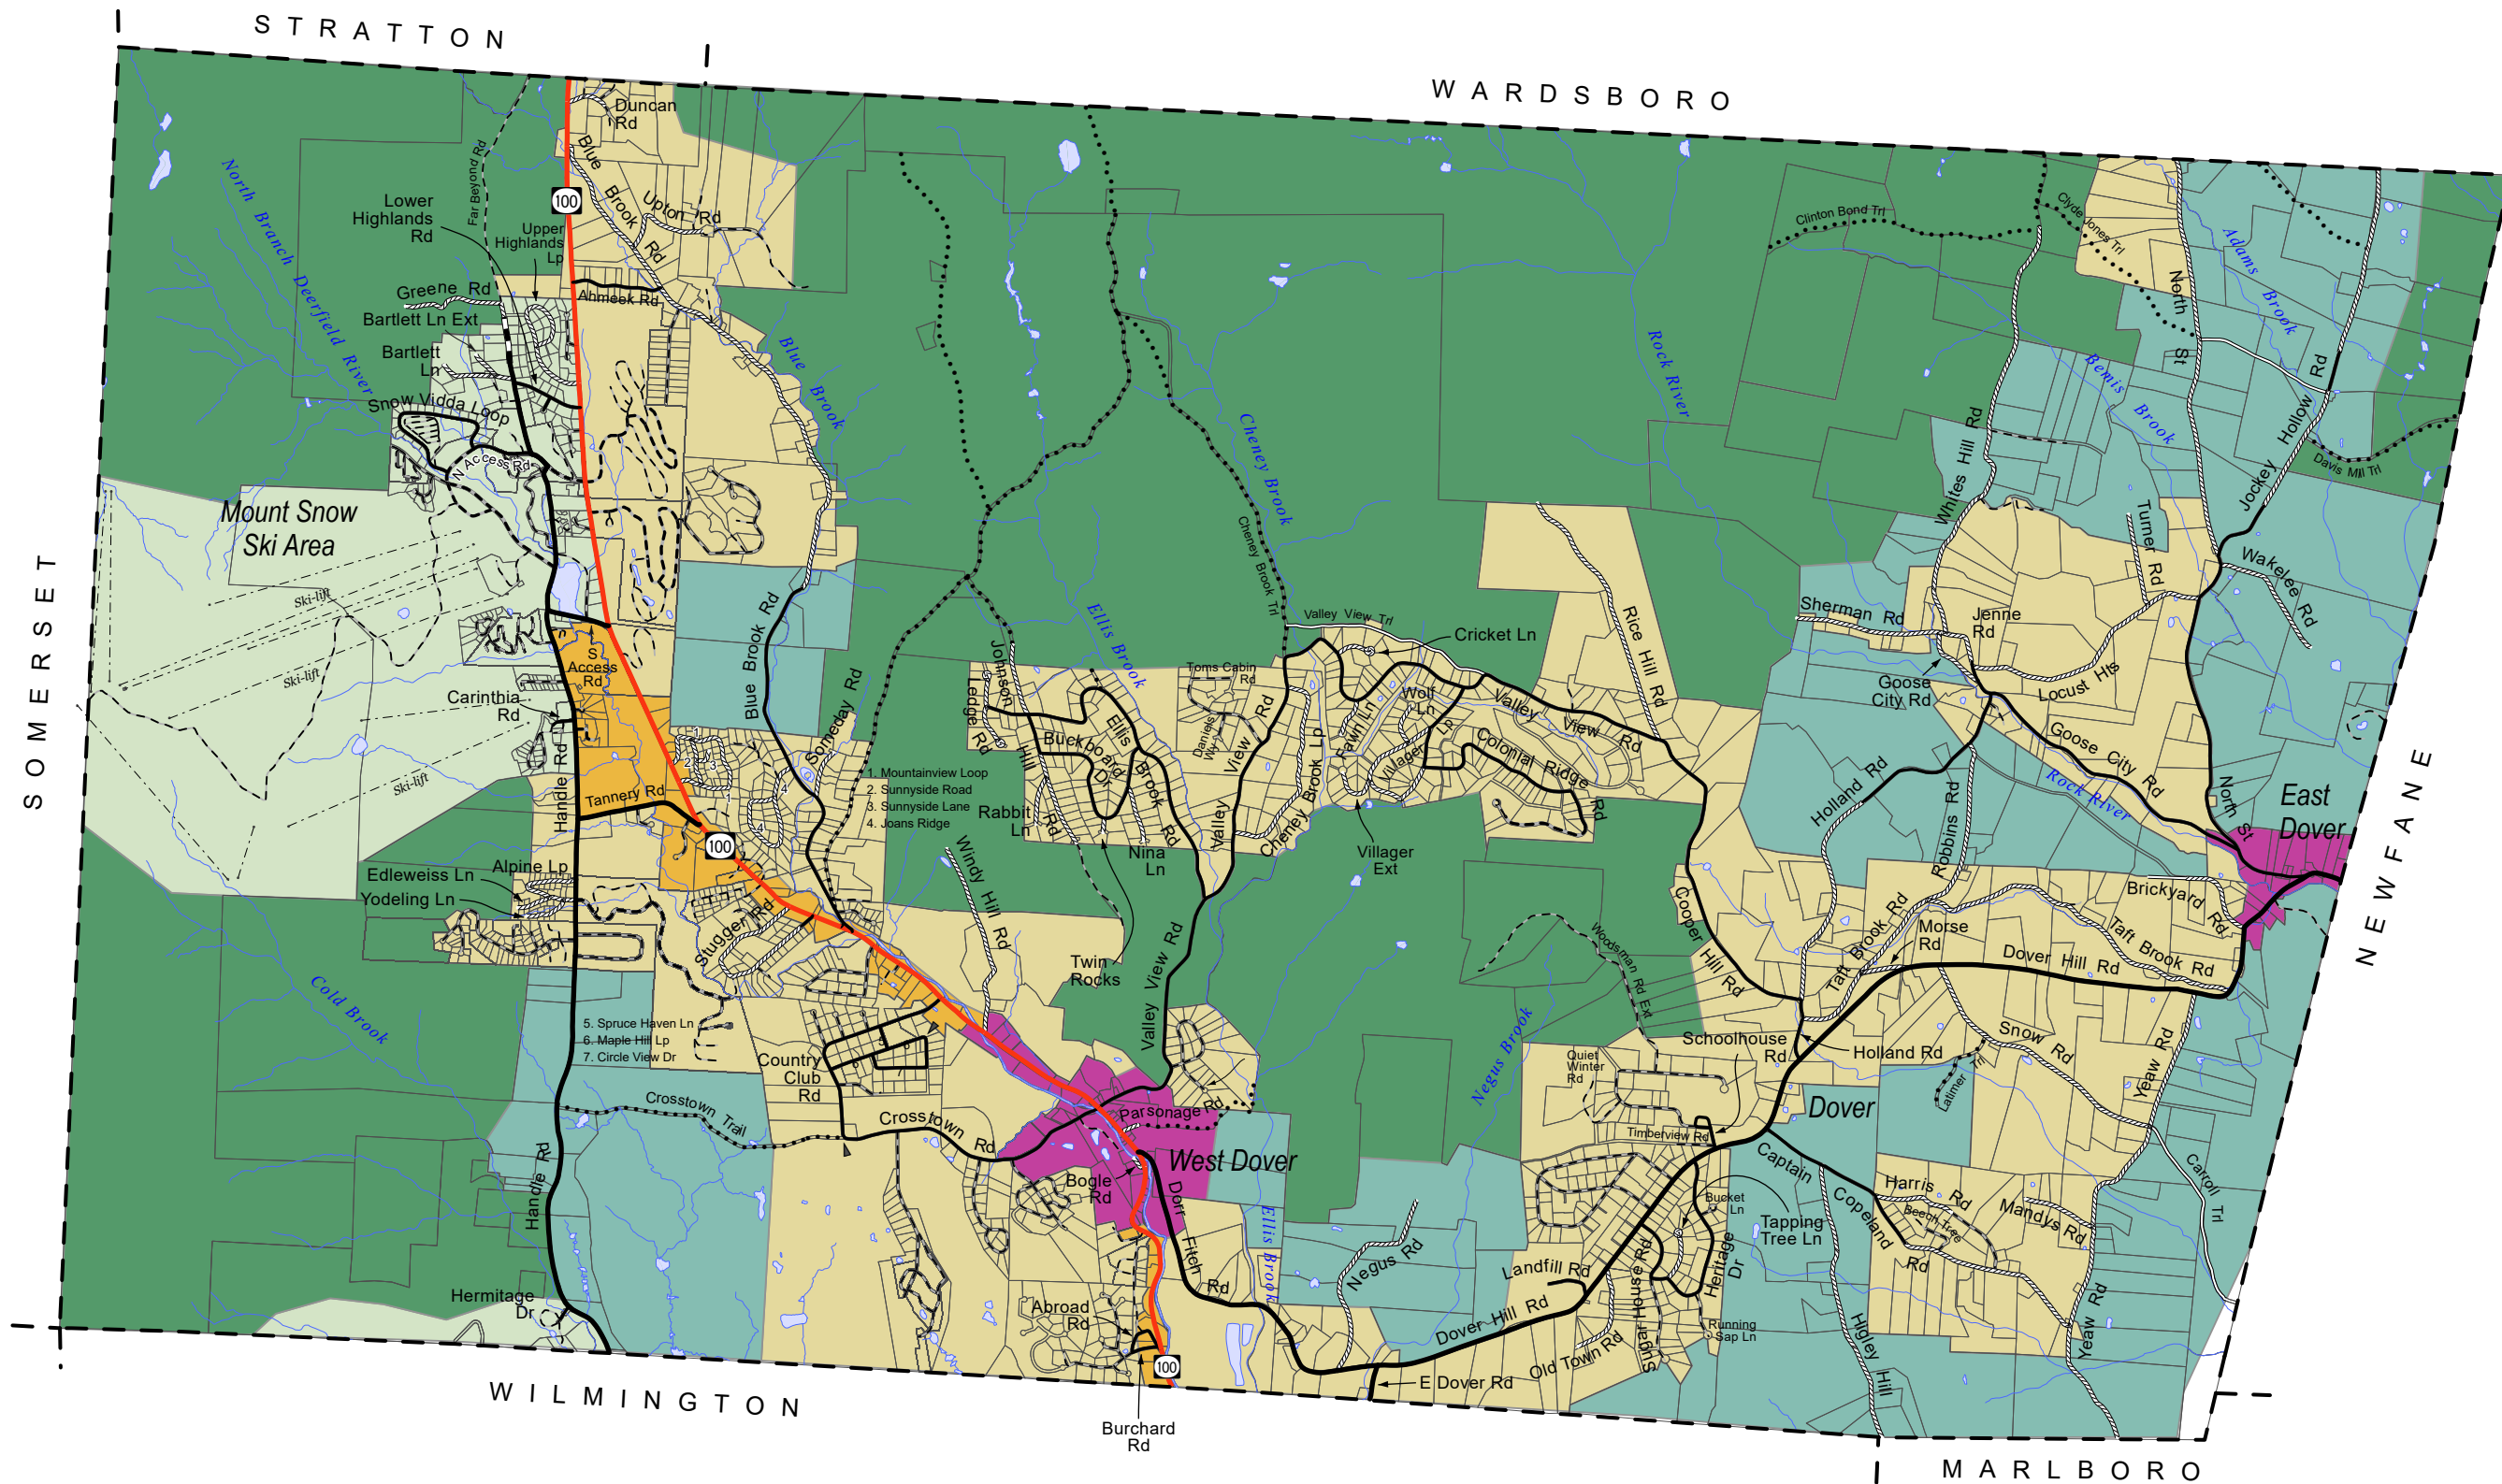 STRATTON
WARDSBORO
SOMERSET
NEWFANE
WILMINGTON
MARLBORO
Duncan
Rd
Blue Brook Rd
Upton Rd
100
Far Beyond Rd
Lower
Highlands
Rd
Upper
Highlands
Lp
North Branch Deerfield River
Greene Rd
Ahmeek Rd
Bartlett Ln Ext
Bartlett
Ln
Snow Vidda Loop
N Access Rd
Blue Brook
Mount Snow
Ski Area
Ski-lift
Ski-lift
Ski-lift
S
Access
Rd
Carinthia
Rd
Handle Rd
Tannery Rd
Blue Brook Rd
Someday Rd
1
2
3
1
4
4
1. Mountainview Loop
2. Sunnyside Road
3. Sunnyside Lane
4. Joans Ridge
100
Alpine Lp
Edleweiss Ln
Yodeling Ln
Stugger Rd
Cold Brook
5. Spruce Haven Ln
6. Maple Hill Lp
7. Circle View Dr
Country
Club
Rd
Crosstown Trail
Crosstown Rd
Handle Rd
Hermitage
Dr
Windy Hill Rd
Johnson Hill Rd
Ledge Rd
Buckboard
Dr
Ellis Brook Rd
Rabbit
Ln
Nina
Ln
Twin
Rocks
Ellis Brook
Toms Cabin
Rd
Daniels
Wy
Valley View Rd
Cheney Brook
Cheney Brook Trl
Valley View Trl
Cricket Ln
Cheney Brook Ld
Fawn Ln
Wolf
Ln
Villager Lp
Villager
Ext
Colonial Ridge Rd
Valley View Rd
Rice Hill Rd
Valley View Rd
Parsonage Rd
West Dover
Bogle
Rd
Dorr Fitch Rd
Ellis Brook
Abroad
Rd
100
Burchard
Rd
Negus Rd
E Dover Rd
Dover Hill Rd
Landfill Rd
Old Town Rd
Sugar House Rd
Heritage
Dr
Running
Sap Ln
Bucket
Ln
Tapping
Tree Ln
Timberview Rd
Quiet
Winter
Rd
Schoolhouse
Rd
Woodsman Rd Ext
Negus Brook
Cooper Hill Rd
Rock River
Clinton Bond Trl
Clyde Jones Trl
North St
Adams Brook
Bemis Brook
Jockey Hollow Rd
Davis Mill Trl
Whites Hill Rd
Turner Rd
Wakelee Rd
Sherman Rd
Jenne
Rd
Goose
City Rd
Locust Hts
Goose City Rd
Rock River
North St
East
Dover
Holland Rd
Robbins Rd
Brickyard Rd
Taft Brook Rd
Taft Brook Rd
Morse
Rd
Dover Hill Rd
Holland Rd
Snow Rd
Latimer Trl
Yeaw Rd
Dover
Captain Copeland Rd
Harris Rd
Beech Tree
Mandys Rd
Carroll Trl
Higley Hill
Yeaw Rd